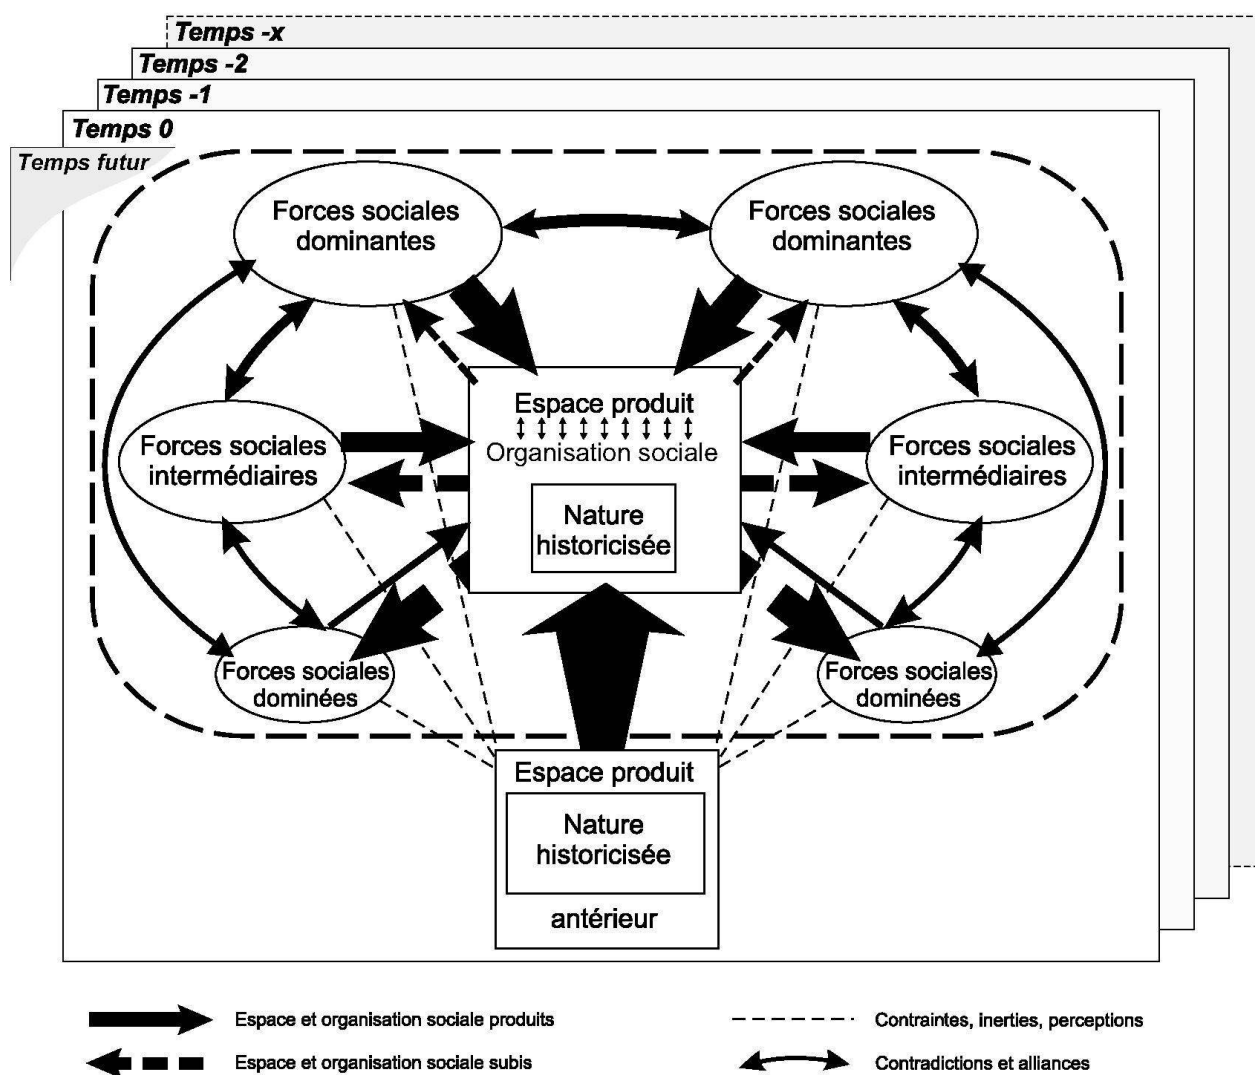 Temps -x
Temps -2
Temps -1
Temps 0
Temps futur
Forces sociales
dominantes
Forces sociales
dominantes
Espace produit
Organisation sociale
Forces sociales
intermédiaires
Forces sociales
intermédiaires
Nature
historicisée
Forces sociales
dominées
Forces sociales
dominées
Espace produit
Nature
historicisée
antérieur
Espace et organisation sociale produits
Contraintes, inerties, perceptions
Espace et organisation sociale subis
Contradictions et alliances